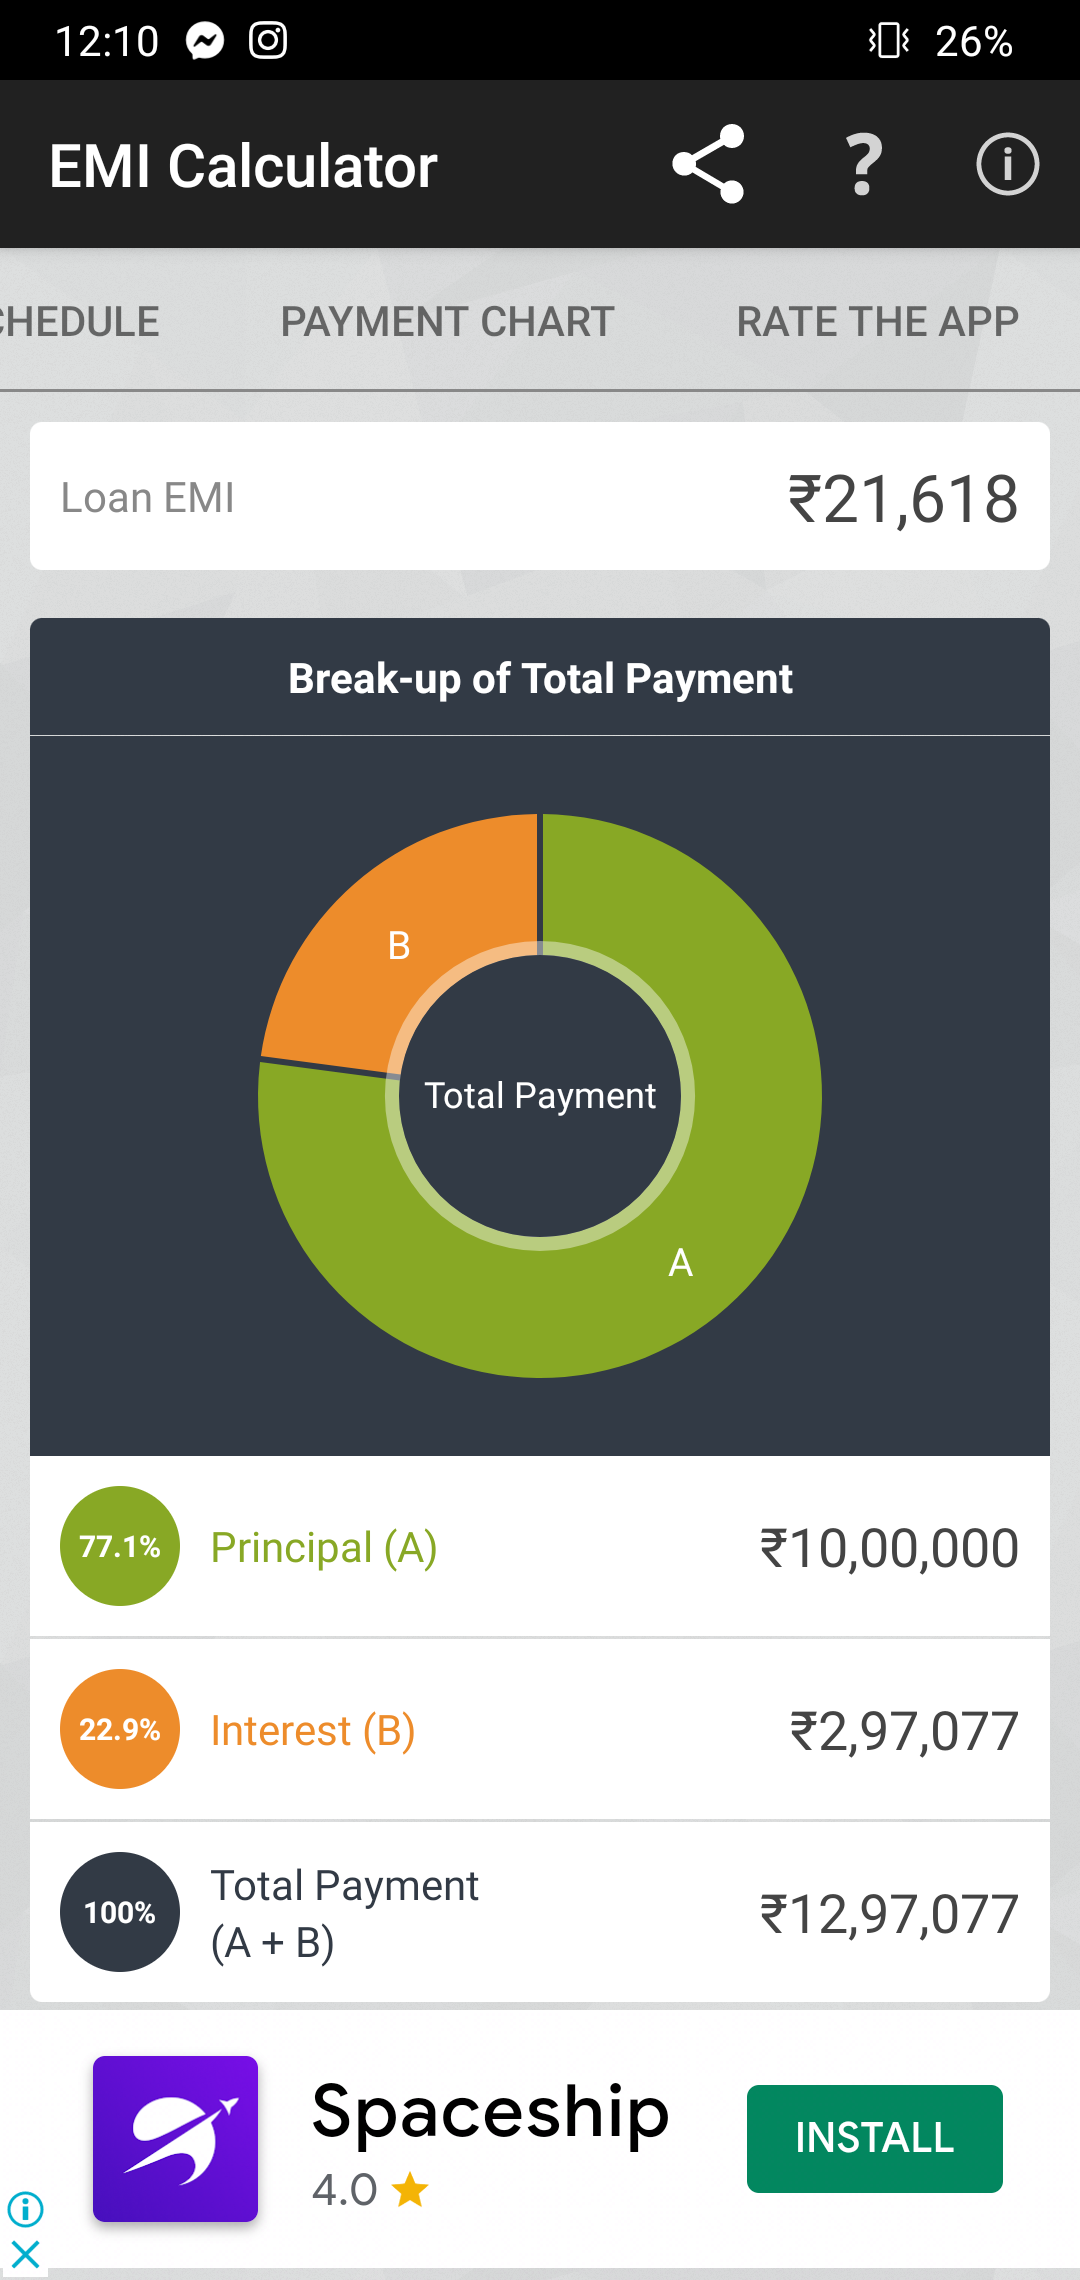 12:10 26%
EMI Calculator ?
CHEDULE PAYMENT CHART RATE THE APP
Loan EMI ₹21,618
Break-up of Total Payment
B
Total Payment
A
77.1% Principal (A) ₹10,00,000
22.9% Interest (B) ₹2,97,077
100% Total Payment (A + B) ₹12,97,077
Spaceship
4.0 ★
INSTALL